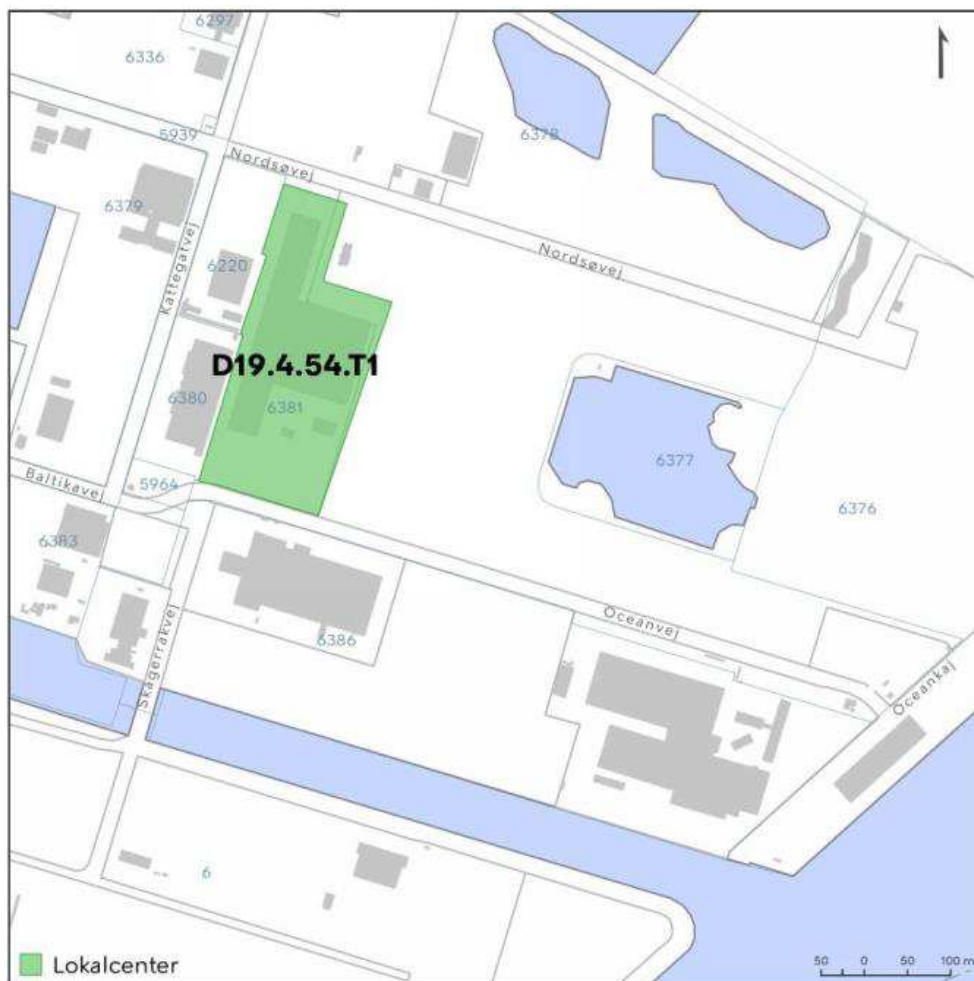 6297
6336
5939
6378
Nordsøvej
6379
Nordsøvej
6220
Kattegatvej
D19.4.54.T1
6380
6381
6377
Baltikavej
5964
6376
6383
Oceanvej
6386
Skagerrakvej
Oceankaj
6
Lokalcenter
50 0 50 100 m